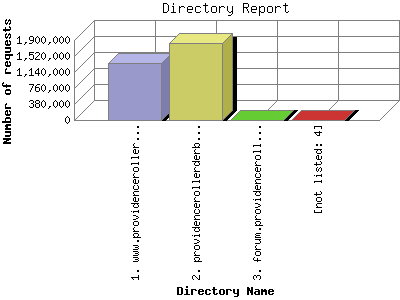 Directory Report
Number of requests
1,900,000
1,520,000
1,140,000
760,000
380,000
0
1. www.providenceroller...
2. providencerollerderb...
3. forum.providenceroll...
[not listed: 4]
Directory Name